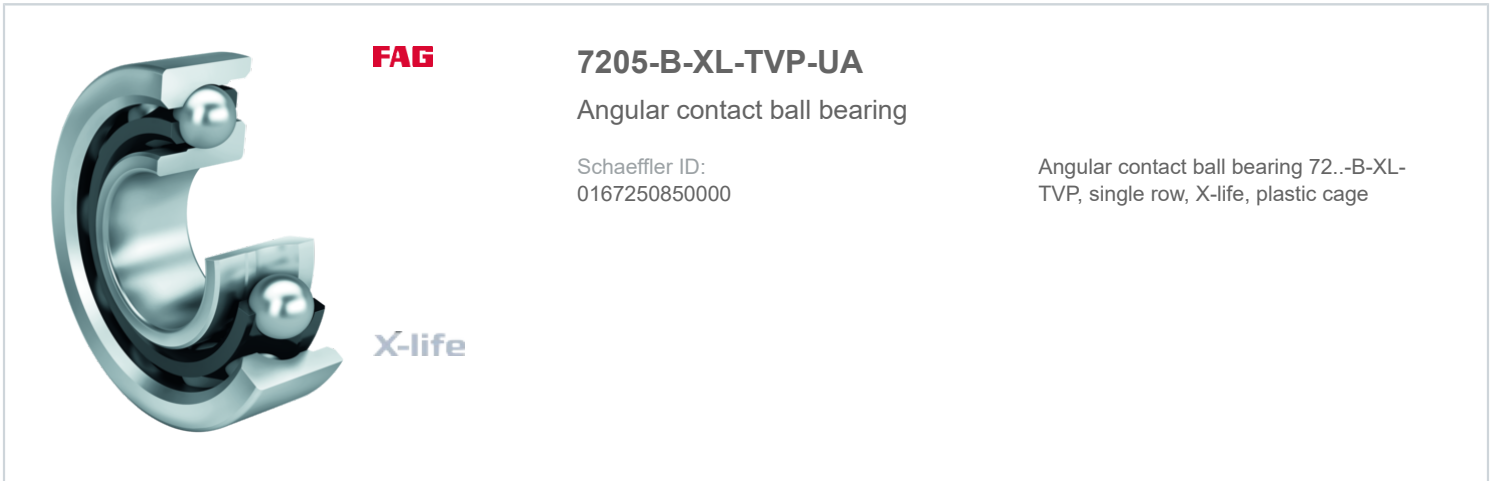 FAG
7205-B-XL-TVP-UA
Angular contact ball bearing
Schaeffler ID:
0167250850000
Angular contact ball bearing 72..-B-XL-
TVP, single row, X-life, plastic cage
X-life